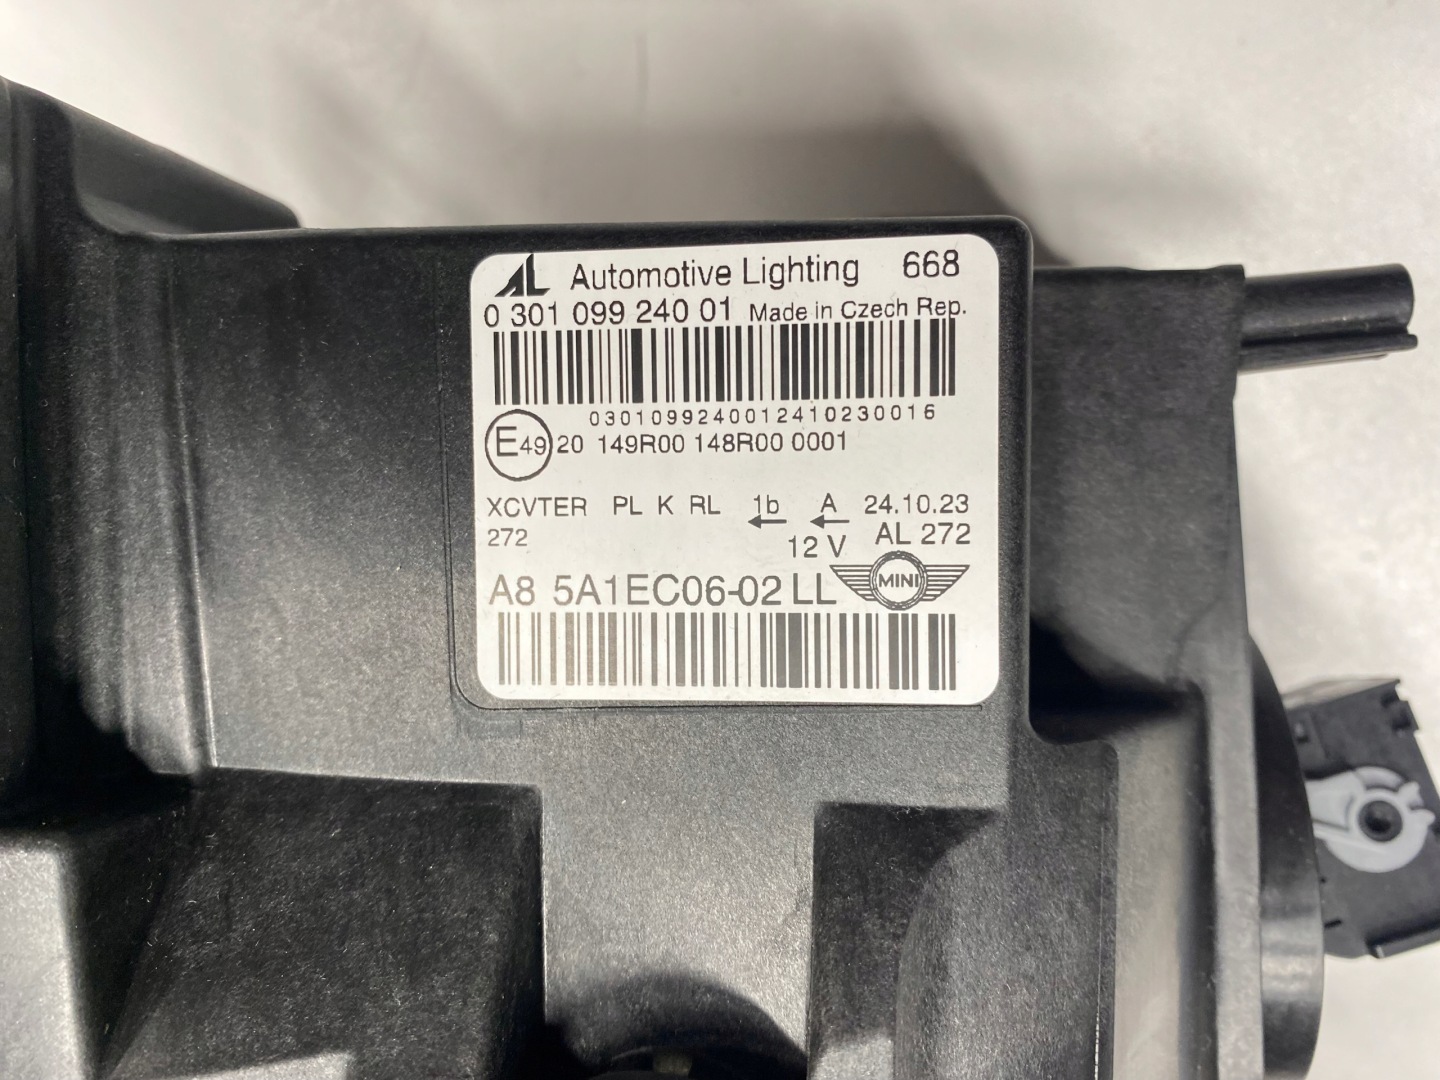 AL Automotive Lighting 668
0 301 099 240 01 Made in Czech Rep.
0301099240012410230016
E49 20 149R00 148R00 0001
XCVTER PL K RL 1b A 24.10.23
272 12 V AL 272
A8 5A1EC06-02 LL MINI